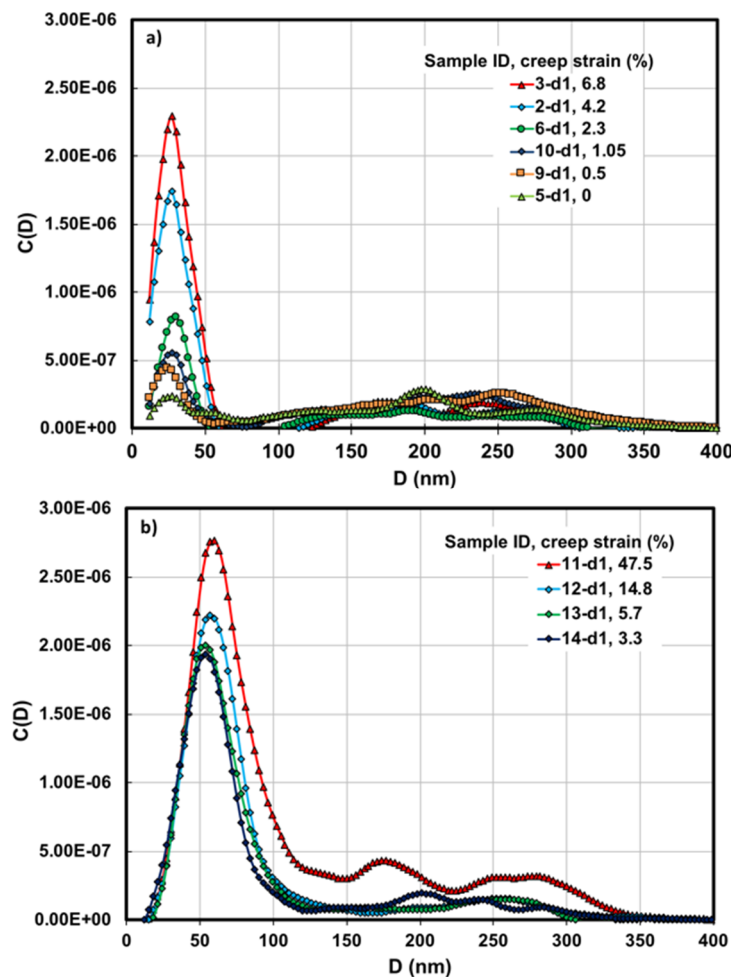 a)
Sample ID, creep strain (%)
3-d1, 6.8
2-d1, 4.2
6-d1, 2.3
10-d1, 1.05
9-d1, 0.5
5-d1, 0
3.00E-06
2.50E-06
2.00E-06
1.50E-06
1.00E-06
5.00E-07
0.00E+00
C(D)
0 50 100 150 200 250 300 350 400
D (nm)
b)
Sample ID, creep strain (%)
11-d1, 47.5
12-d1, 14.8
13-d1, 5.7
14-d1, 3.3
3.00E-06
2.50E-06
2.00E-06
1.50E-06
1.00E-06
5.00E-07
0.00E+00
C(D)
0 50 100 150 200 250 300 350 400
D (nm)